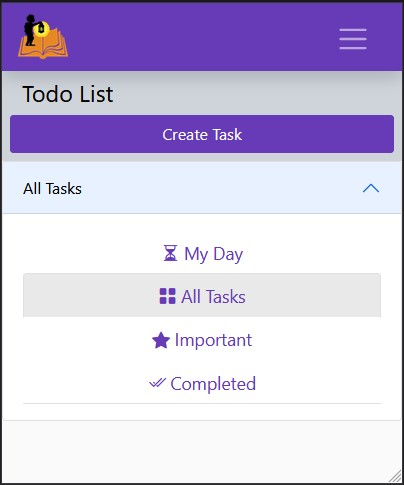 Todo List
Create Task
All Tasks
My Day
All Tasks
Important
Completed